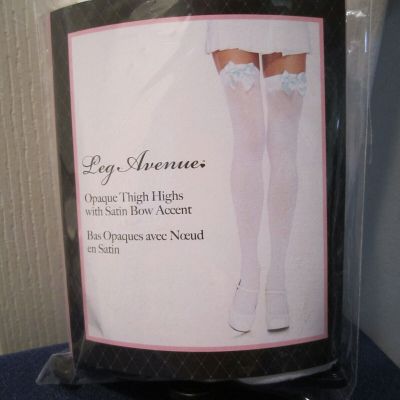 Leg Avenue
Opaque Thigh Highs
with Satin Bow Accent
Bas Opaques avec Nœud
en Satin